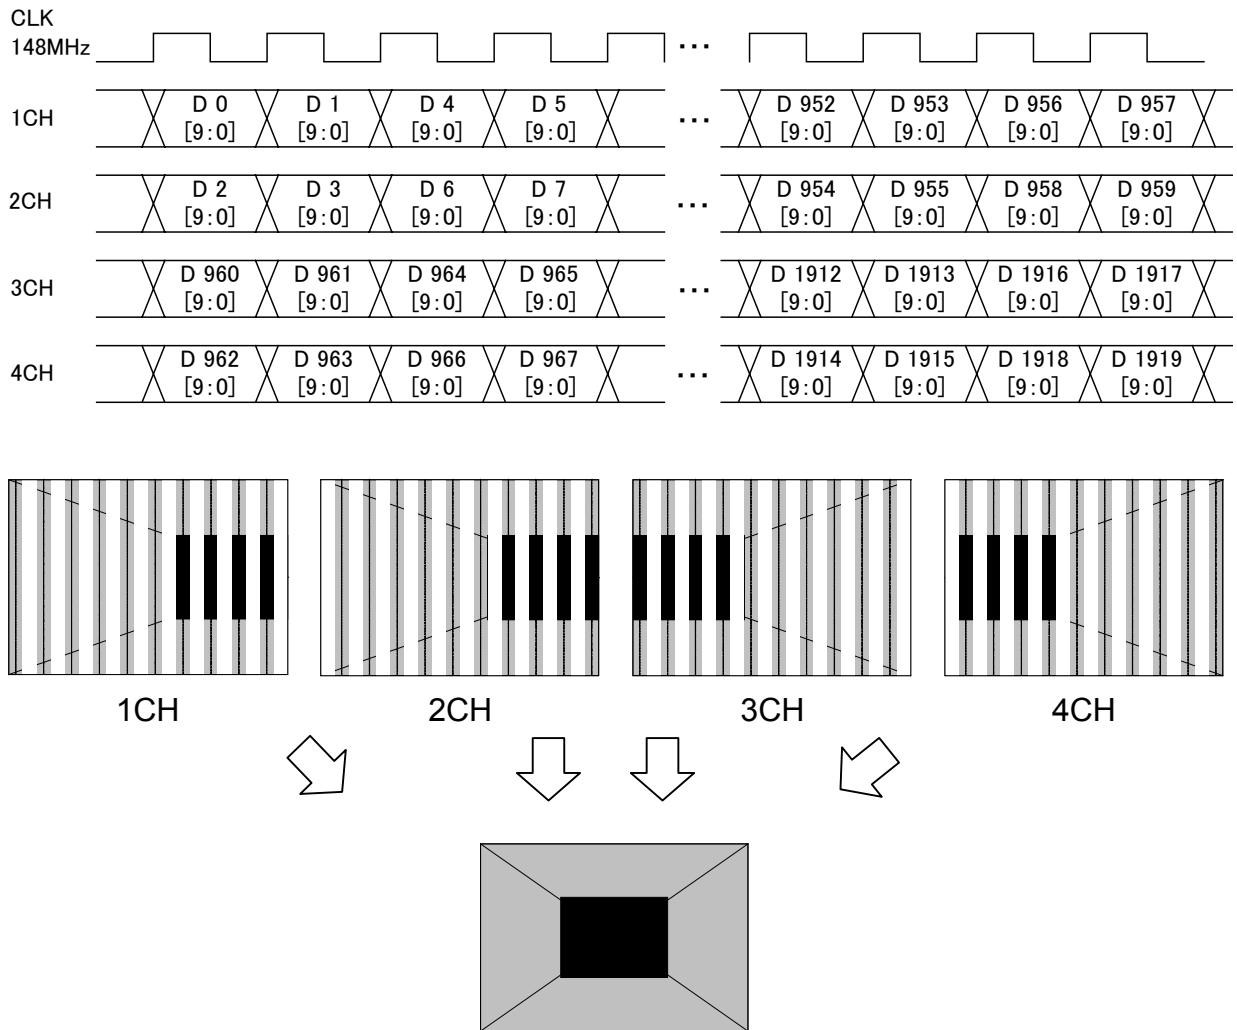 CLK
148MHz
...
1CH
D 0 D 1 D 4 D 5 ... D 952 D 953 D 956 D 957
[9:0] [9:0] [9:0] [9:0] [9:0] [9:0] [9:0] [9:0]
2CH
D 2 D 3 D 6 D 7 ... D 954 D 955 D 958 D 959
[9:0] [9:0] [9:0] [9:0] [9:0] [9:0] [9:0] [9:0]
3CH
D 960 D 961 D 964 D 965 ... D 1912 D 1913 D 1916 D 1917
[9:0] [9:0] [9:0] [9:0] [9:0] [9:0] [9:0] [9:0]
4CH
D 962 D 963 D 966 D 967 ... D 1914 D 1915 D 1918 D 1919
[9:0] [9:0] [9:0] [9:0] [9:0] [9:0] [9:0] [9:0]
1CH 2CH 3CH 4CH